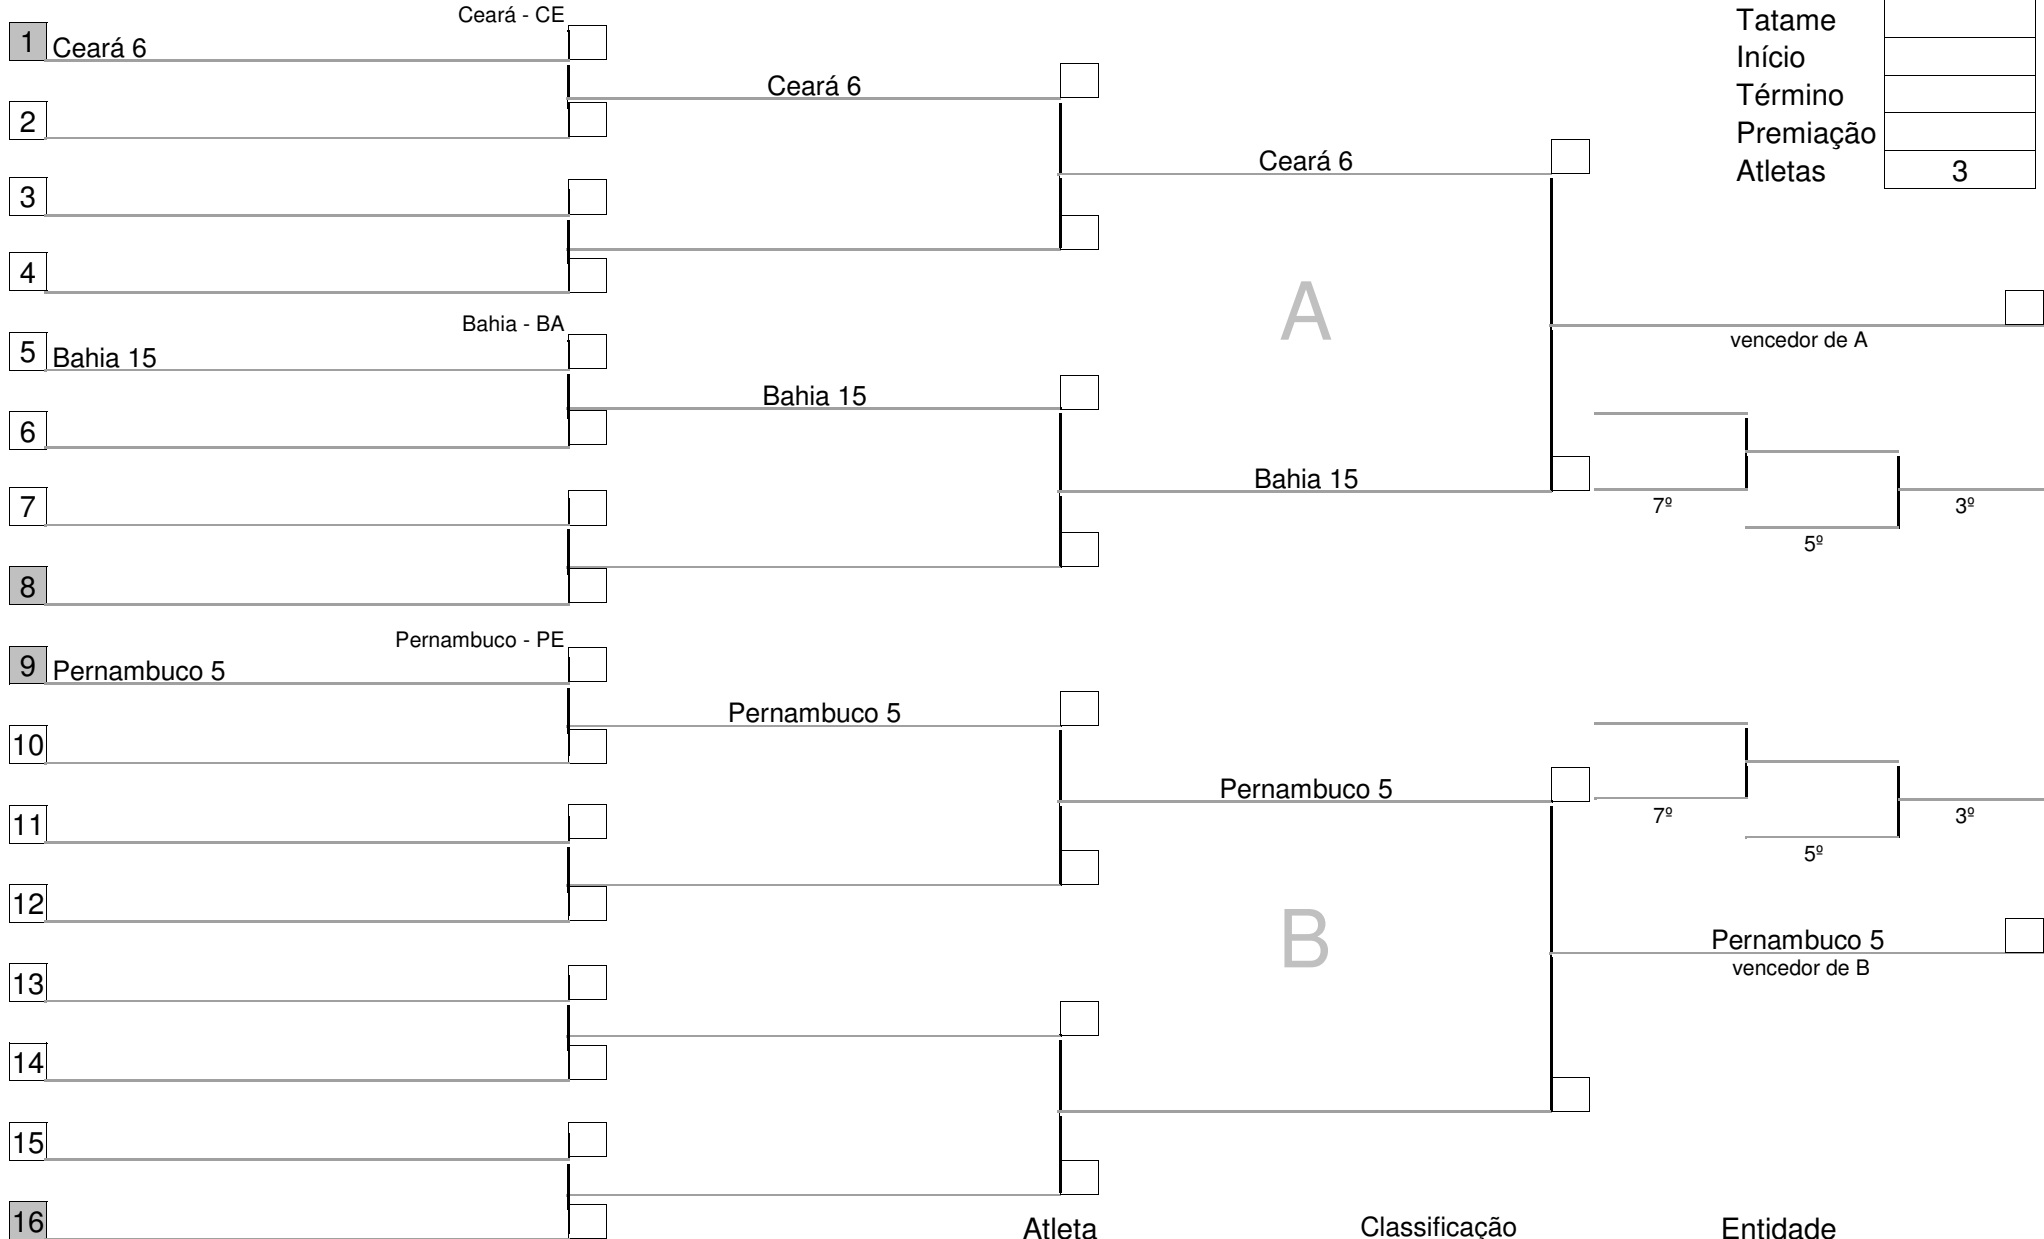 Ceará - CE
1 Ceará 6
Ceará 6
2
Ceará 6
3
4
Bahia - BA
5 Bahia 15
Bahia 15
6
Bahia 15
7
8
A
vencedor de A
7º
5º
3º
Pernambuco - PE
9 Pernambuco 5
Pernambuco 5
10
Pernambuco 5
11
12
B
13
14
15
16
7º
5º
3º
Pernambuco 5
vencedor de B
Tatame
Início
Término
Premiação
Atletas 3
Atleta Classificação Entidade